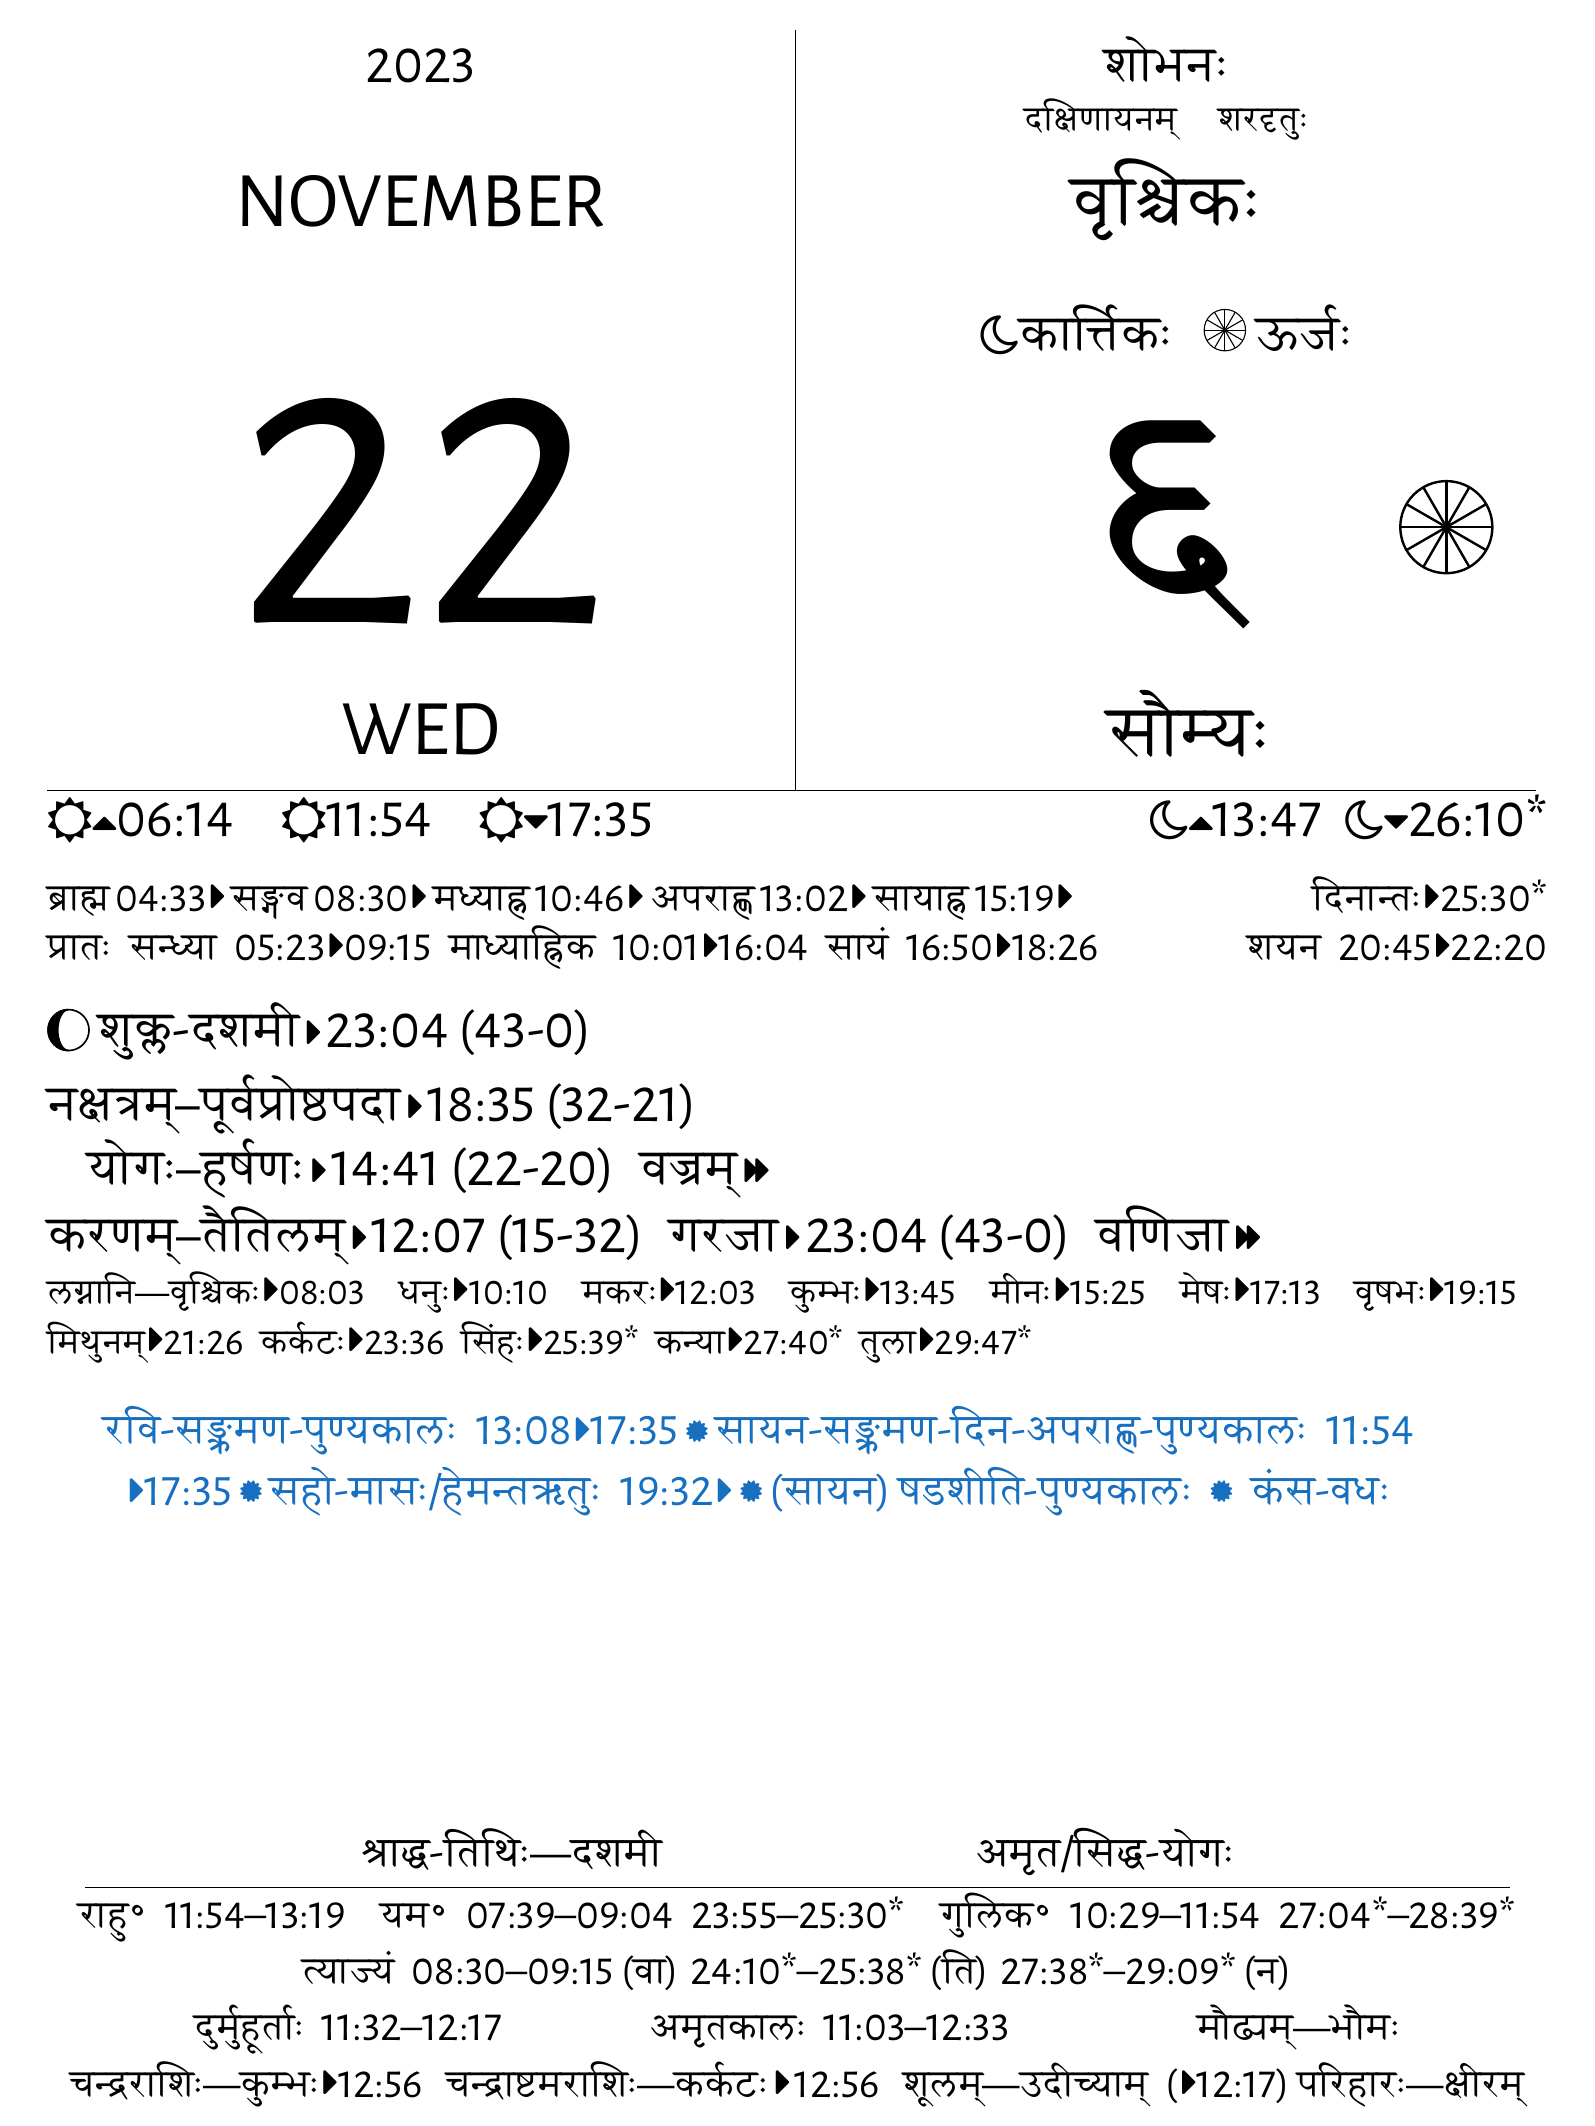 2023
NOVEMBER
22
WED
शोभनः
दक्षिणायनम् शरदृतुः
वृश्चिकः
कार्त्तिकः ऊर्जः
६
सौम्यः
06:14 11:54 17:35 13:47 26:10*
ब्राह्म 04:33 सङ्गव 08:30 मध्याह्न 10:46 अपराह्ण 13:02 सायाह्न 15:19 दिनान्तः 25:30*
प्रातः सन्ध्या 05:23 09:15 माध्याह्निक 10:01 16:04 सायं 16:50 18:26 शयन 20:45 22:20
शुक्ल-दशमी 23:04 (43-0)
नक्षत्रम्–पूर्वप्रोष्ठपदा 18:35 (32-21)
योगः–हर्षणः 14:41 (22-20) वज्रम्
करणम्–तैतिलम् 12:07 (15-32) गरजा 23:04 (43-0) वणिजा
लग्नानि—वृश्चिकः 08:03 धनुः 10:10 मकरः 12:03 कुम्भः 13:45 मीनः 15:25 मेषः 17:13 वृषभः 19:15
मिथुनम् 21:26 कर्कटः 23:36 सिंहः 25:39* कन्या 27:40* तुला 29:47*
रवि-सङ्क्रमण-पुण्यकालः 13:08 17:35 सायन-सङ्क्रमण-दिन-अपराह्ण-पुण्यकालः 11:54
17:35 सहो-मासः/हेमन्तऋतुः 19:32 (सायन) षडशीति-पुण्यकालः कंस-वधः
श्राद्ध-तिथिः—दशमी अमृत/सिद्ध-योगः
राहु॰ 11:54–13:19 यम॰ 07:39–09:04 23:55–25:30* गुलिक॰ 10:29–11:54 27:04*–28:39*
त्याज्यं 08:30–09:15 (वा) 24:10*–25:38* (ति) 27:38*–29:09* (न)
दुर्मुहूर्ताः 11:32–12:17 अमृतकालः 11:03–12:33 मौढ्यम्—भौमः
चन्द्रराशिः—कुम्भः 12:56 चन्द्राष्टमराशिः—कर्कटः 12:56 शूलम्—उदीच्याम् (12:17) परिहारः—क्षीरम्